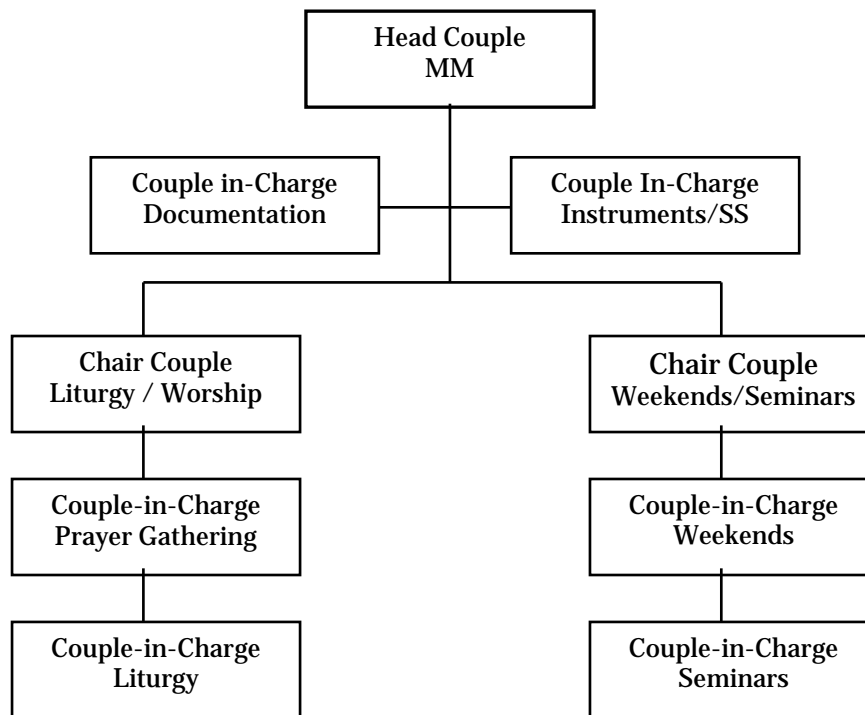 Head Couple
MM
Couple in-Charge
Documentation
Couple In-Charge
Instruments/SS
Chair Couple
Liturgy / Worship
Chair Couple
Weekends/Seminars
Couple-in-Charge
Prayer Gathering
Couple-in-Charge
Weekends
Couple-in-Charge
Liturgy
Couple-in-Charge
Seminars